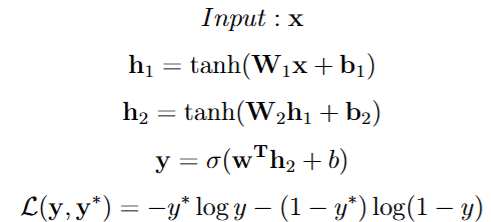 Input : x
h₁ = tanh(W₁x + b₁)
h₂ = tanh(W₂h₁ + b₂)
y = σ(wᵀh₂ + b)
ℒ(y, y*) = −y* log y − (1 − y*) log(1 − y)